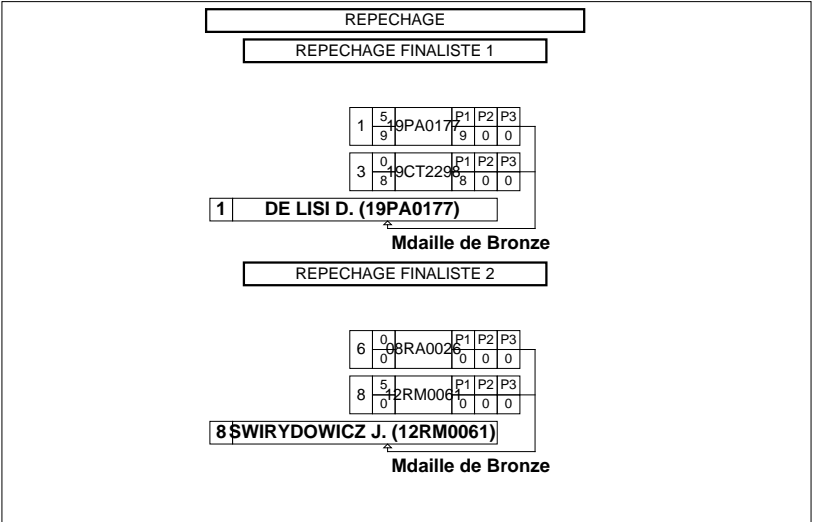 REPECHAGE
REPECHAGE FINALISTE 1
1 5 19PA0177 P1 P2 P3
9 9 0 0
3 0 19CT2298 P1 P2 P3
8 8 0 0
1 DE LISI D. (19PA0177)
Mdaille de Bronze
REPECHAGE FINALISTE 2
6 0 08RA0026 P1 P2 P3
0 0 0 0
8 5 12RM0061 P1 P2 P3
0 0 0 0
8 SWIRYDOWICZ J. (12RM0061)
Mdaille de Bronze